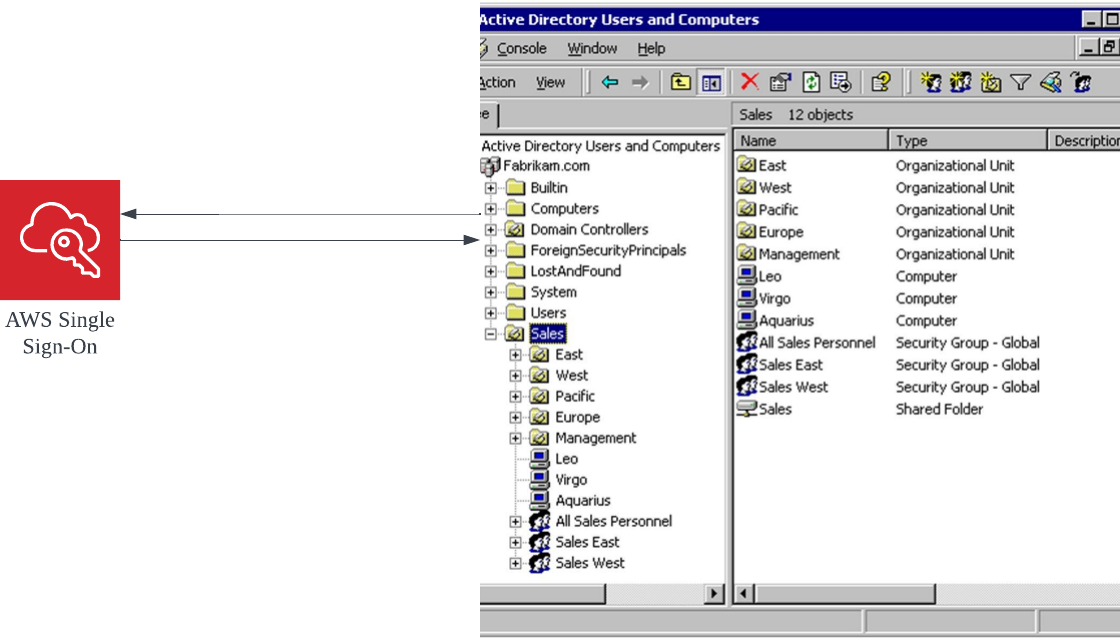 Active Directory Users and Computers
Console Window Help
Action View
Sales 12 objects
Name Type Description
Active Directory Users and Computers
Fabrikam.com
Builtin
Computers
Domain Controllers
ForeignSecurityPrincipals
LostAndFound
System
Users
Sales
East
West
Pacific
Europe
Management
Leo
Virgo
Aquarius
All Sales Personnel
Sales East
Sales West
East Organizational Unit
West Organizational Unit
Pacific Organizational Unit
Europe Organizational Unit
Management Organizational Unit
Leo Computer
Virgo Computer
Aquarius Computer
All Sales Personnel Security Group - Global
Sales East Security Group - Global
Sales West Security Group - Global
Sales Shared Folder
AWS Single
Sign-On